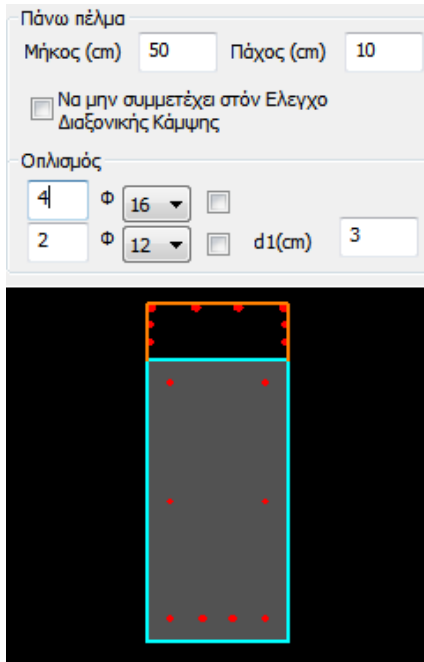 Πάνω πέλμα
Μήκος (cm) 50 Πάχος (cm) 10
Να μην συμμετέχει στόν Ελεγχο
Διαξονικής Κάμψης
Οπλισμός
4 Φ 16
2 Φ 12 d1(cm) 3